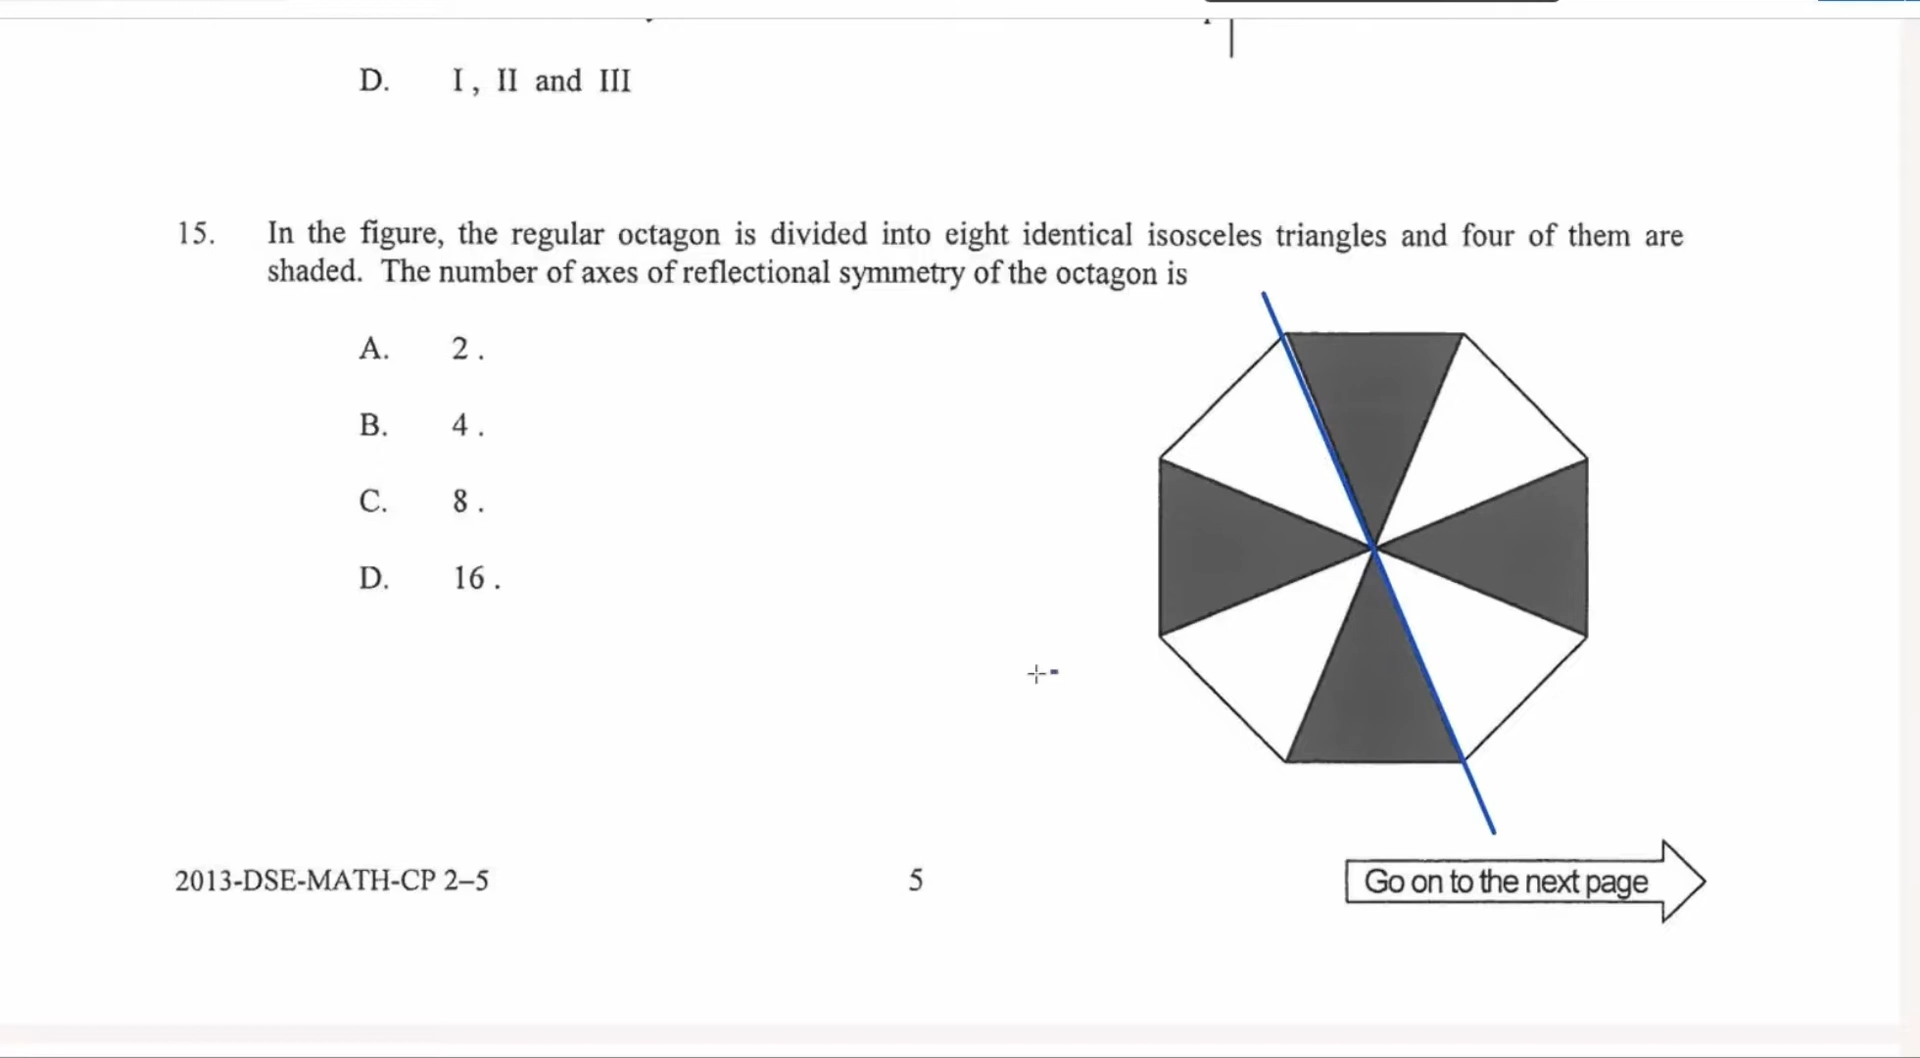 D. I , II and III
15. In the figure, the regular octagon is divided into eight identical isosceles triangles and four of them are
shaded. The number of axes of reflectional symmetry of the octagon is
A. 2 .
B. 4 .
C. 8 .
D. 16 .
2013-DSE-MATH-CP 2–5
5
Go on to the next page